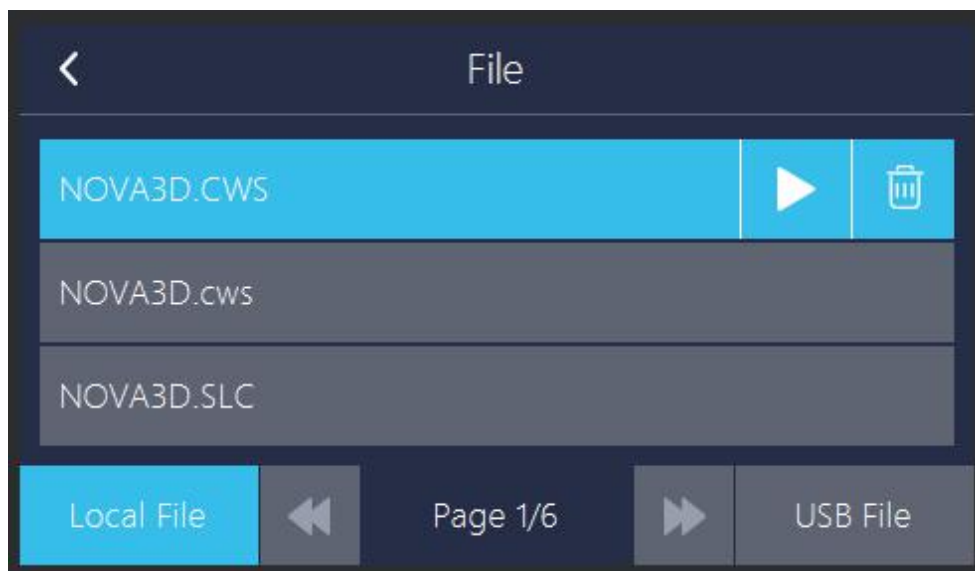 File
NOVA3D.CWS
NOVA3D.cws
NOVA3D.SLC
Local File Page 1/6 USB File